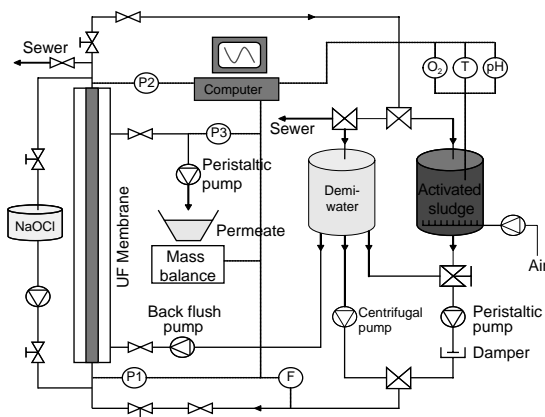 Sewer
P2
Computer
O2
T
pH
Sewer
P3
Peristaltic
pump
Demi-
water
Activated
sludge
NaOCl
UF Membrane
Permeate
Mass
balance
Air
Back flush
pump
Centrifugal
pump
Peristaltic
pump
Damper
P1
F